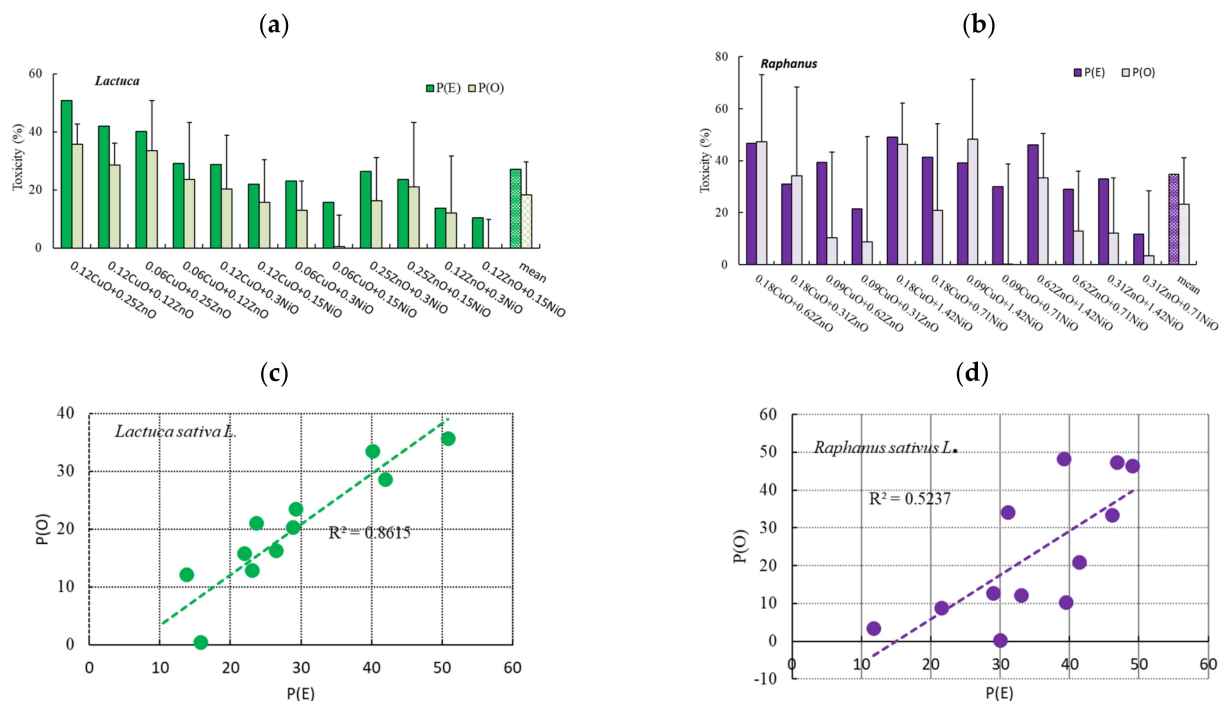 (a)
Lactuca
P(E)
P(O)
Toxicity (%)
60
40
20
0
0.12CuO+0.25ZnO
0.12CuO+0.12ZnO
0.06CuO+0.25ZnO
0.06CuO+0.12ZnO
0.12CuO+0.3NiO
0.12CuO+0.15NiO
0.06CuO+0.3NiO
0.06CuO+0.15NiO
0.25ZnO+0.3NiO
0.25ZnO+0.15NiO
0.12ZnO+0.3NiO
0.12ZnO+0.15NiO
mean
(b)
Raphanus
P(E)
P(O)
Toxicity (%)
80
60
40
20
0
0.18CuO+0.62ZnO
0.18CuO+0.31ZnO
0.09CuO+0.62ZnO
0.09CuO+0.31ZnO
0.18CuO+1.42NiO
0.18CuO+0.71NiO
0.09CuO+1.42NiO
0.09CuO+0.71NiO
0.62ZnO+1.42NiO
0.62ZnO+0.71NiO
0.31ZnO+1.42NiO
0.31ZnO+0.71NiO
mean
(c)
Lactuca sativa L.
R² = 0.8615
P(O)
40
30
20
10
0
0 10 20 30 40 50 60
P(E)
(d)
Raphanus sativus L.
R² = 0.5237
P(O)
60
50
40
30
20
10
0
-10
0 10 20 30 40 50 60
P(E)